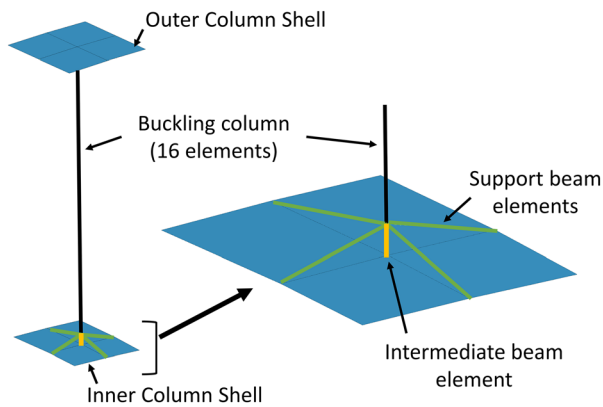 Outer Column Shell
Buckling column
(16 elements)
Support beam
elements
Intermediate beam
element
Inner Column Shell